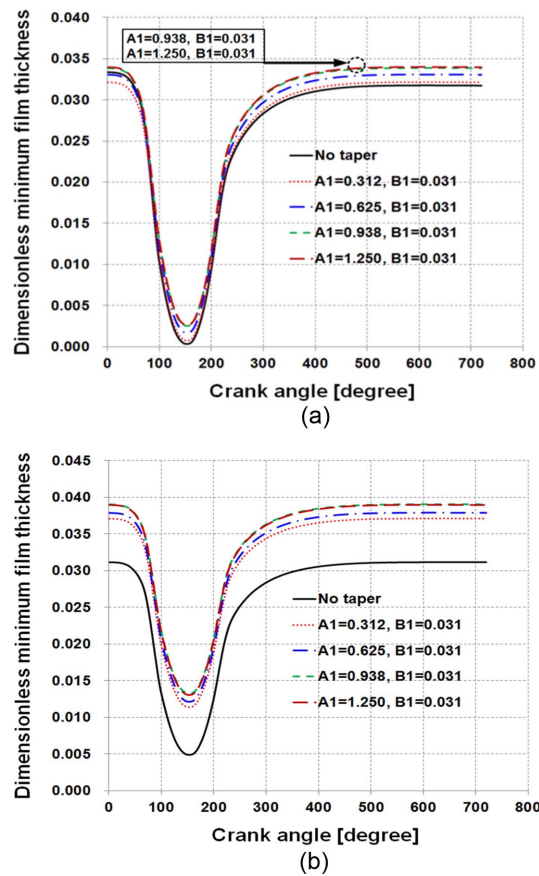 A1=0.938, B1=0.031
A1=1.250, B1=0.031
Dimensionless minimum film thickness
0.040
0.035
0.030
0.025
0.020
0.015
0.010
0.005
0.000
No taper
A1=0.312, B1=0.031
A1=0.625, B1=0.031
A1=0.938, B1=0.031
A1=1.250, B1=0.031
0 100 200 300 400 500 600 700 800
Crank angle [degree]
(a)
Dimensionless minimum film thickness
0.045
0.040
0.035
0.030
0.025
0.020
0.015
0.010
0.005
0.000
No taper
A1=0.312, B1=0.031
A1=0.625, B1=0.031
A1=0.938, B1=0.031
A1=1.250, B1=0.031
0 100 200 300 400 500 600 700 800
Crank angle [degree]
(b)